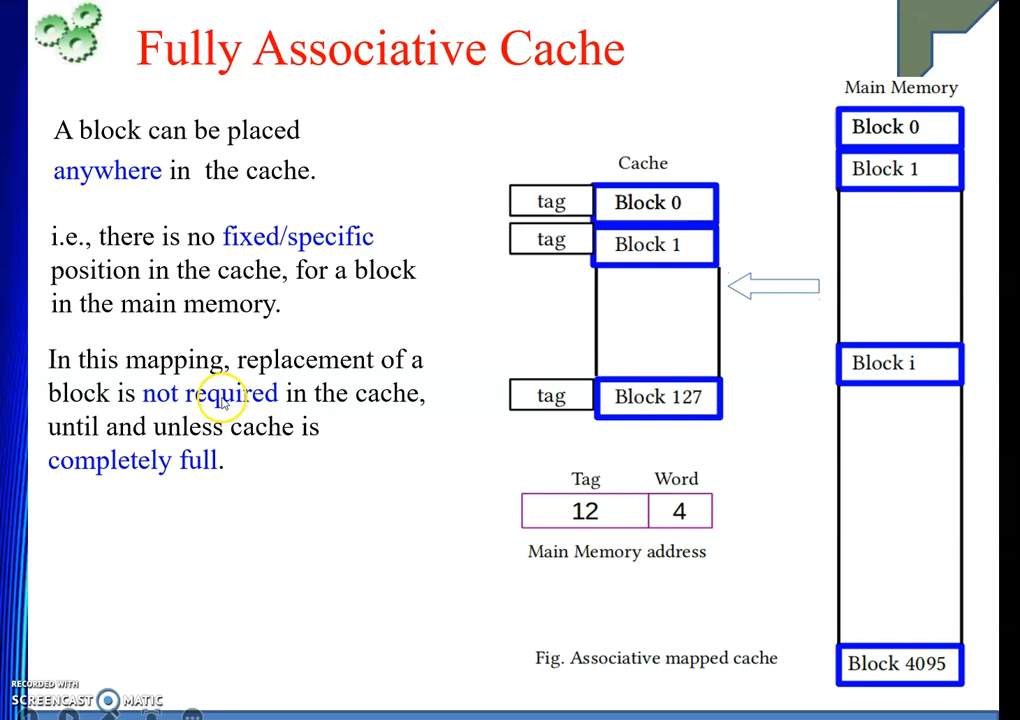 Fully Associative Cache
A block can be placed
anywhere in the cache.
i.e., there is no fixed/specific
position in the cache, for a block
in the main memory.
In this mapping, replacement of a
block is not required in the cache,
until and unless cache is
completely full.
Cache
tag Block 0
tag Block 1
tag Block 127
Tag Word
12 4
Main Memory address
Fig. Associative mapped cache
Main Memory
Block 0
Block 1
Block i
Block 4095
RECORDED WITH
SCREENCAST MATIC